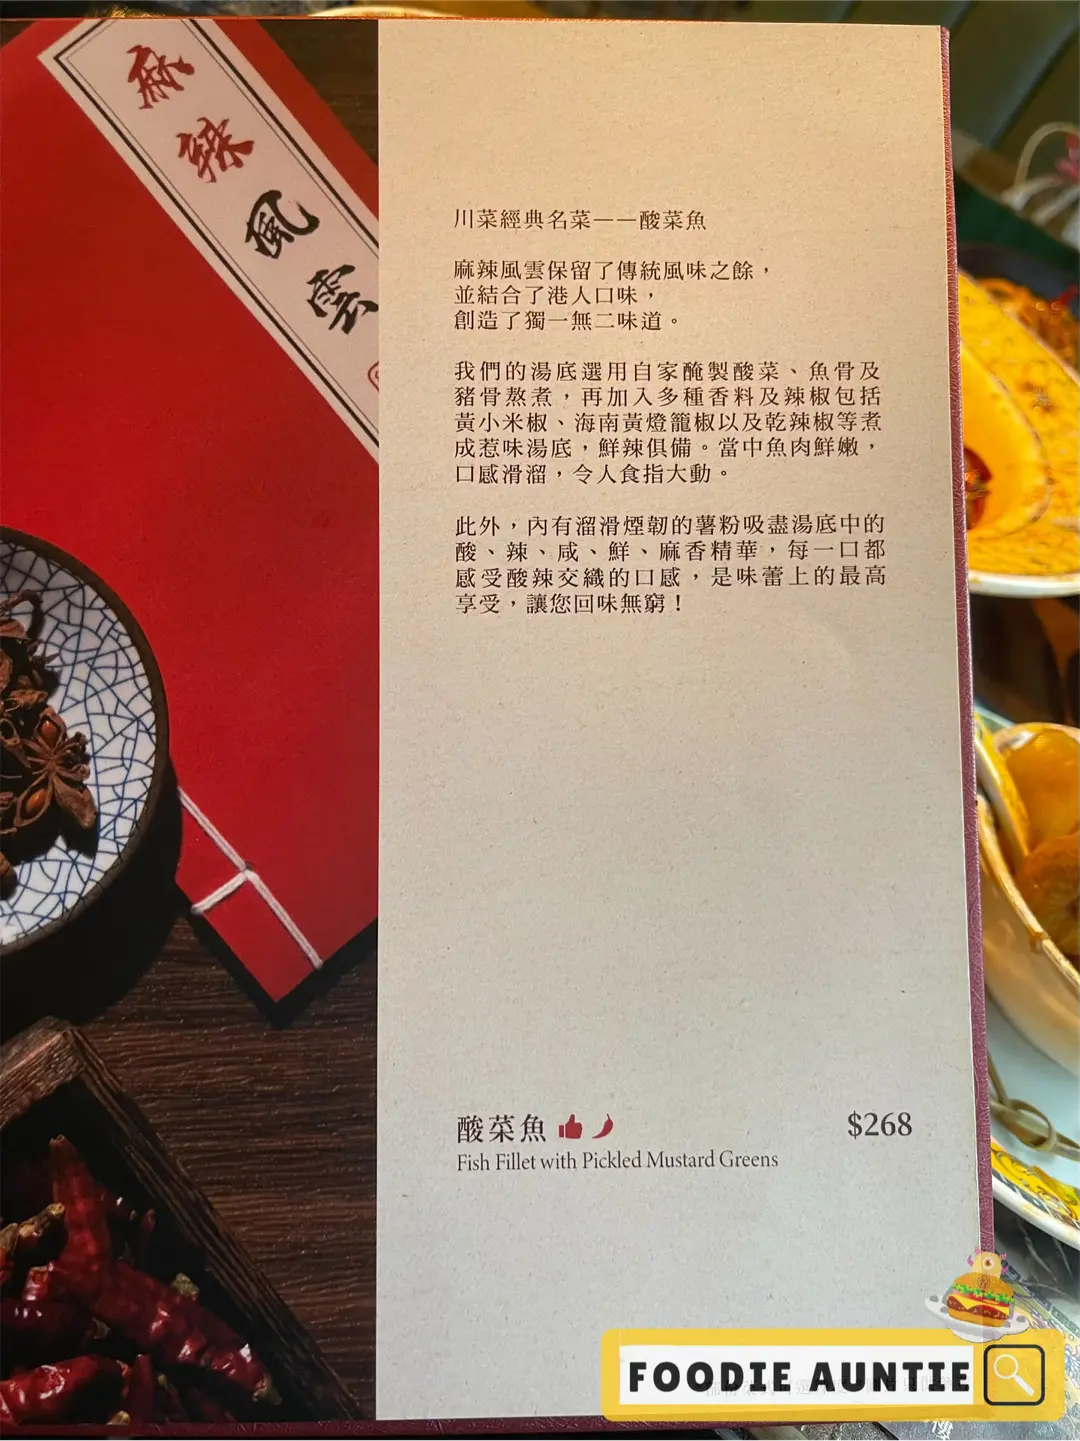 麻辣風雲
川菜經典名菜——酸菜魚
麻辣風雲保留了傳統風味之餘，
並結合了港人口味，
創造了獨一無二味道。
我們的湯底選用自家醃製酸菜、魚骨及
豬骨熬煮，再加入多種香料及辣椒包括
黃小米椒、海南黃燈籠椒以及乾辣椒等煮
成惹味湯底，鮮辣俱備。當中魚肉鮮嫩，
口感滑溜，令人食指大動。
此外，內有溜滑煙韌的薯粉吸盡湯底中的
酸、辣、咸、鮮、麻香精華，每一口都
感受酸辣交織的口感，是味蕾上的最高
享受，讓您回味無窮！
酸菜魚 $268
Fish Fillet with Pickled Mustard Greens
FOODIE AUNTIE